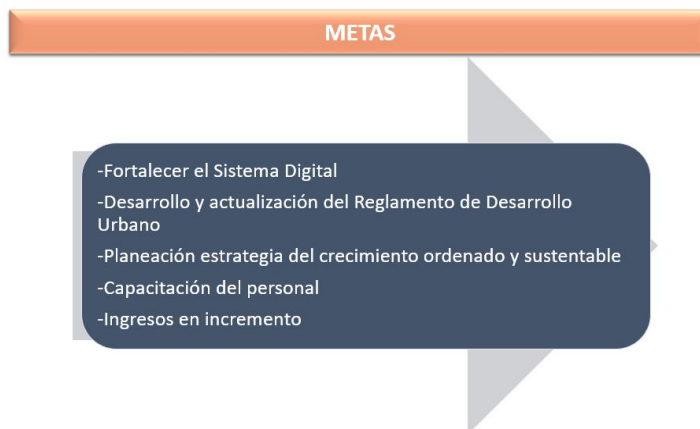 METAS
-Fortalecer el Sistema Digital
-Desarrollo y actualización del Reglamento de Desarrollo
Urbano
-Planeación estrategia del crecimiento ordenado y sustentable
-Capacitación del personal
-Ingresos en incremento